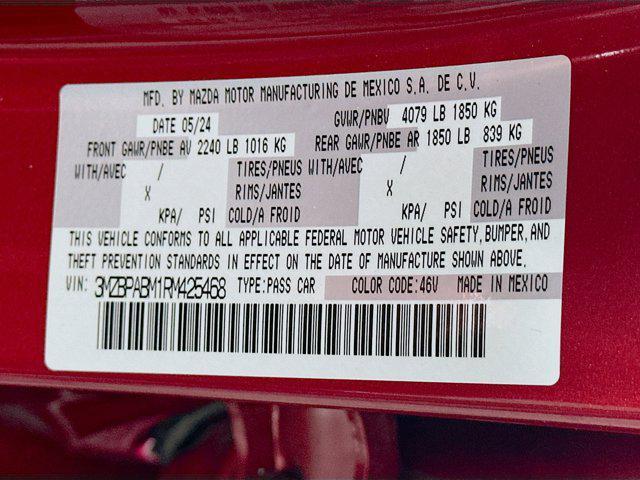 MFD. BY MAZDA MOTOR MANUFACTURING DE MEXICO S.A. DE C.V.
DATE 05/24 GVWR/PNBV 4079 LB 1850 KG
FRONT GAWR/PNBE AV 2240 LB 1016 KG REAR GAWR/PNBE AR 1850 LB 839 KG
WITH/AVEC / TIRES/PNEUS WITH/AVEC / TIRES/PNEUS
X RIMS/JANTES X RIMS/JANTES
KPA/ PSI COLD/A FROID KPA/ PSI COLD/A FROID
THIS VEHICLE CONFORMS TO ALL APPLICABLE FEDERAL MOTOR VEHICLE SAFETY, BUMPER, AND
THEFT PREVENTION STANDARDS IN EFFECT ON THE DATE OF MANUFACTURE SHOWN ABOVE.
VIN: 3MZBPABM1RM425468 TYPE:PASS CAR COLOR CODE:46V MADE IN MEXICO